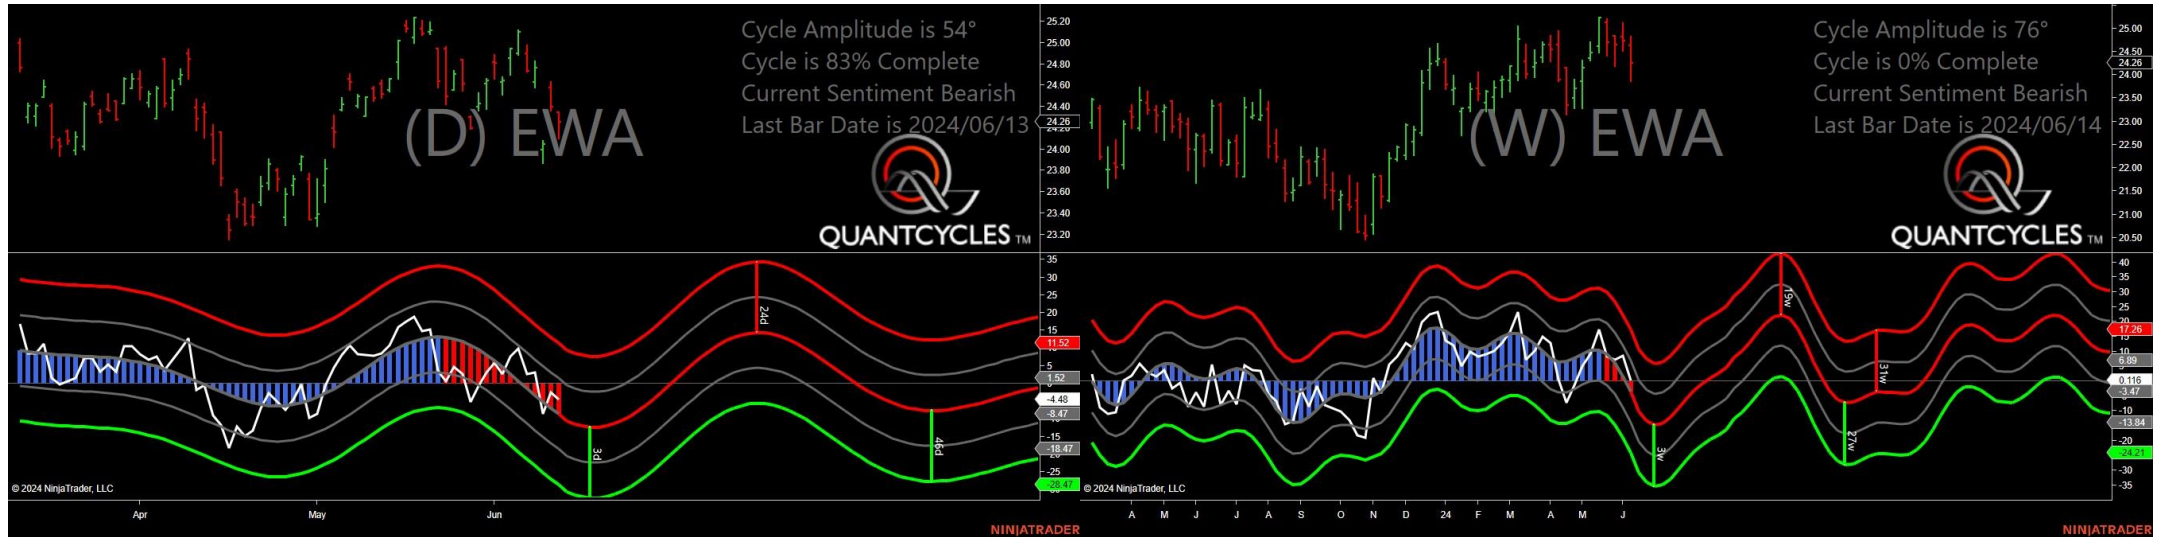 Cycle Amplitude is 54°
Cycle is 83% Complete
Current Sentiment Bearish
Last Bar Date is 2024/06/13
(D) EWA
QUANTCYCLES TM
25.20
25.00
24.80
24.60
24.40
24.26
24.20
24.00
23.80
23.60
23.40
23.20
35
30
25
20
15
11.52
5
1.52
-4.48
-8.47
-15
-18.47
-25
-28.47
24d
3d
46d
© 2024 NinjaTrader, LLC
Apr
May
Jun
NINJATRADER
Cycle Amplitude is 76°
Cycle is 0% Complete
Current Sentiment Bearish
Last Bar Date is 2024/06/14
(W) EWA
QUANTCYCLES TM
25.00
24.50
24.26
24.00
23.50
23.00
22.50
22.00
21.50
21.00
20.50
40
35
30
25
20
17.26
10
6.89
0.116
-3.47
-10
-13.84
-20
-24.21
-30
-35
19w
31w
3w
27w
© 2024 NinjaTrader, LLC
A M J J A S O N D 24 F M A M J
NINJATRADER